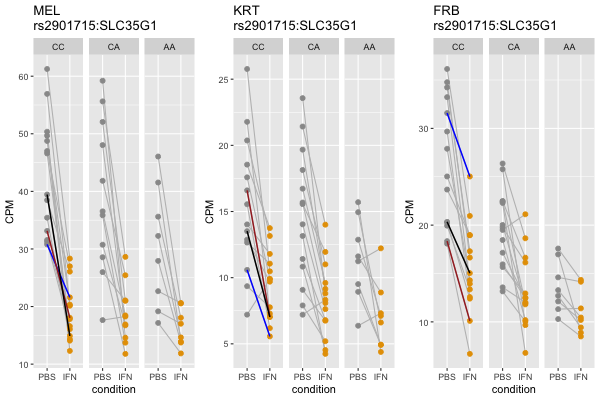 MEL
rs2901715:SLC35G1
CC CA AA
60
50
40
30
20
10
CPM
PBS IFN PBS IFN PBS IFN
condition
KRT
rs2901715:SLC35G1
CC CA AA
25
20
15
10
5
CPM
PBS IFN PBS IFN PBS IFN
condition
FRB
rs2901715:SLC35G1
CC CA AA
30
20
10
CPM
PBS IFN PBS IFN PBS IFN
condition